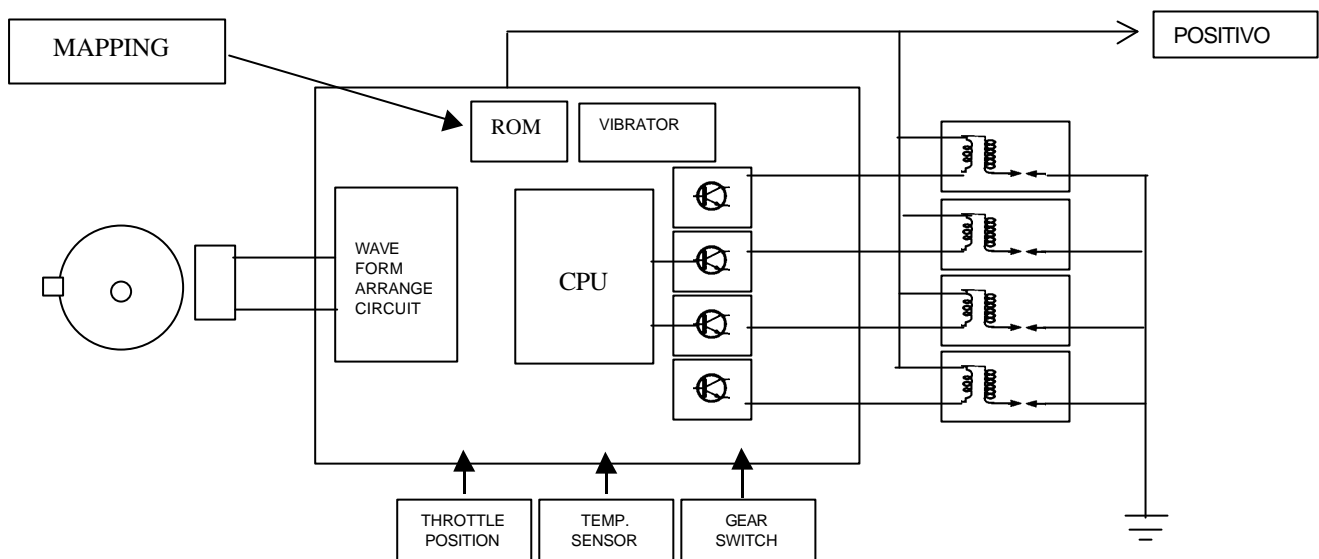 MAPPING
POSITIVO
ROM
VIBRATOR
WAVE
FORM
ARRANGE
CIRCUIT
CPU
THROTTLE
POSITION
TEMP.
SENSOR
GEAR
SWITCH